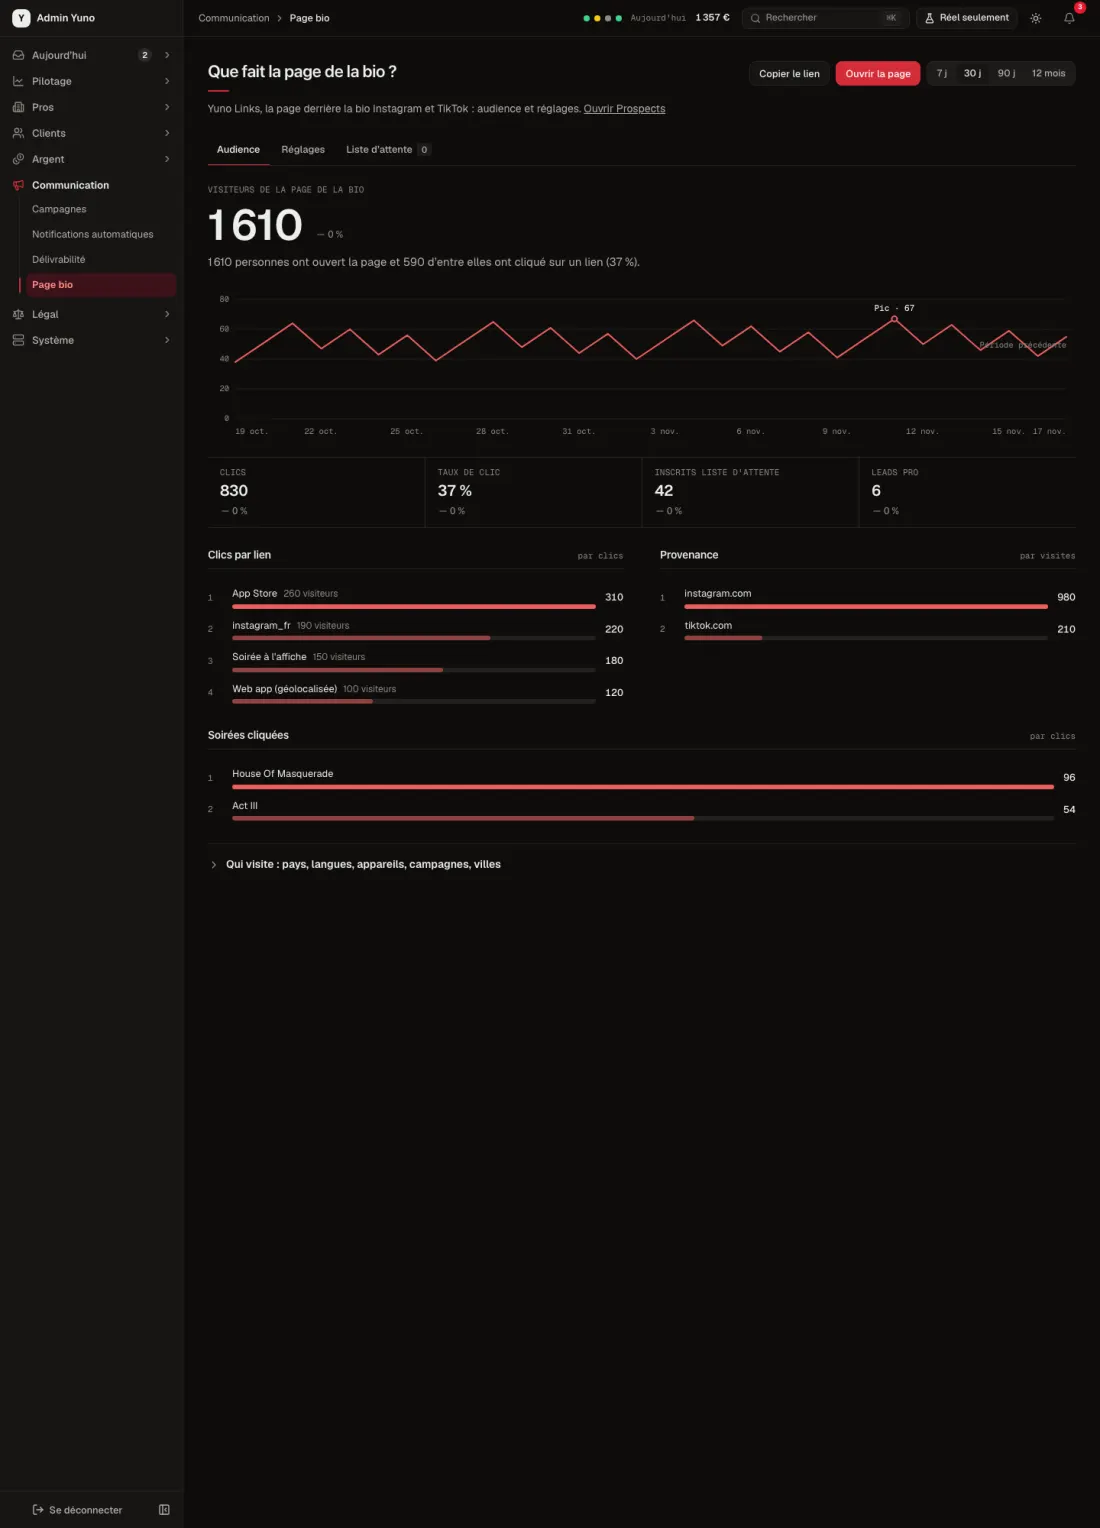 Y Admin Yuno
Communication > Page bio
Aujourd'hui 1 357 €
Rechercher ⌘K
Réel seulement
3
Aujourd'hui 2
Pilotage
Pros
Clients
Argent
Communication
Campagnes
Notifications automatiques
Délivrabilité
Page bio
Légal
Système
Se déconnecter
Que fait la page de la bio ?
Copier le lien
Ouvrir la page
7 j 30 j 90 j 12 mois
Yuno Links, la page derrière la bio Instagram et TikTok : audience et réglages. Ouvrir Prospects
Audience Réglages Liste d'attente 0
VISITEURS DE LA PAGE DE LA BIO
1 610 — 0 %
1 610 personnes ont ouvert la page et 590 d'entre elles ont cliqué sur un lien (37 %).
80
60
40
20
0
Pic · 67
Période précédente
19 oct. 22 oct. 25 oct. 28 oct. 31 oct. 3 nov. 6 nov. 9 nov. 12 nov. 15 nov. 17 nov.
CLICS
830
— 0 %
TAUX DE CLIC
37 %
— 0 %
INSCRITS LISTE D'ATTENTE
42
— 0 %
LEADS PRO
6
— 0 %
Clics par lien par clics
1 App Store 260 visiteurs 310
2 instagram_fr 190 visiteurs 220
3 Soirée à l'affiche 150 visiteurs 180
4 Web app (géolocalisée) 100 visiteurs 120
Provenance par visites
1 instagram.com 980
2 tiktok.com 210
Soirées cliquées par clics
1 House Of Masquerade 96
2 Act III 54
Qui visite : pays, langues, appareils, campagnes, villes